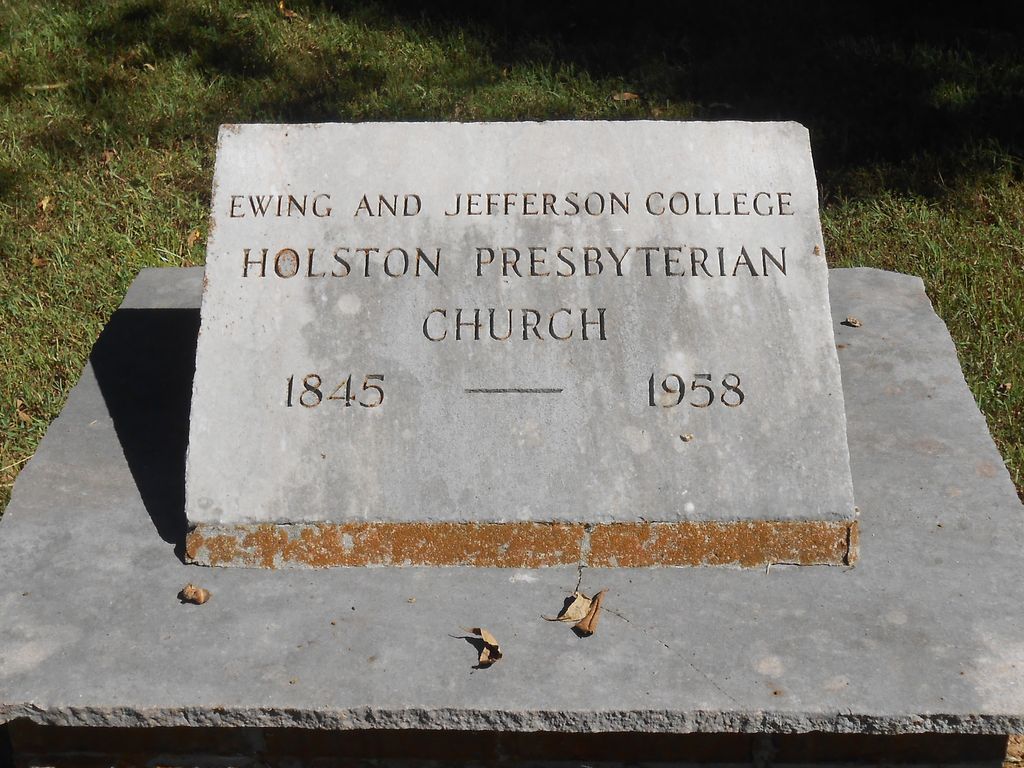 EWING AND JEFFERSON COLLEGE
HOLSTON PRESBYTERIAN
CHURCH
1845 — 1958